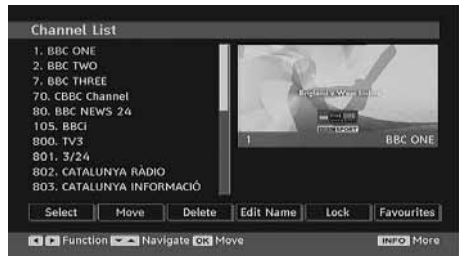 Channel List
1. BBC ONE
2. BBC TWO
7. BBC THREE
70. CBBC Channel
80. BBC NEWS 24
105. BBCi
800. TV3
801. 3/24
802. CATALUNYA RÀDIO
803. CATALUNYA INFORMACIÓ
England v West Indies
SPORT
1 BBC ONE
Select Move Delete Edit Name Lock Favourites
Function Navigate OK Move INFO More